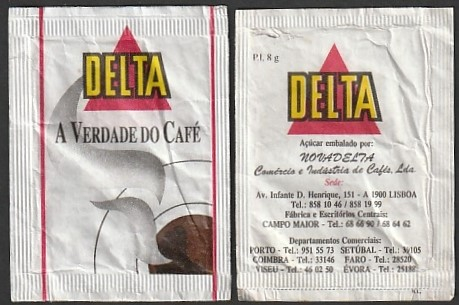 DELTA
A VERDADE DO CAFÉ
P.l. 8 g
DELTA
Açúcar embalado por:
NOVADELTA
Comércio e Indústria de Cafés, Lda
Sede:
Av. Infante D. Henrique, 151 - A 1900 LISBOA
Tel.: 858 10 46 / 858 19 99
Fábrica e Escritórios Centrais:
CAMPO MAIOR - Tel.: 68 66 90 / 68 64 62
Departamentos Comerciais:
PORTO - Tel.: 951 55 73 SETÚBAL - Tel.:
COIMBRA - Tel.: 33146 FARO - Tel.: 28520
VISEU - Tel.: 46 02 50 ÉVORA - Tel.: 25188